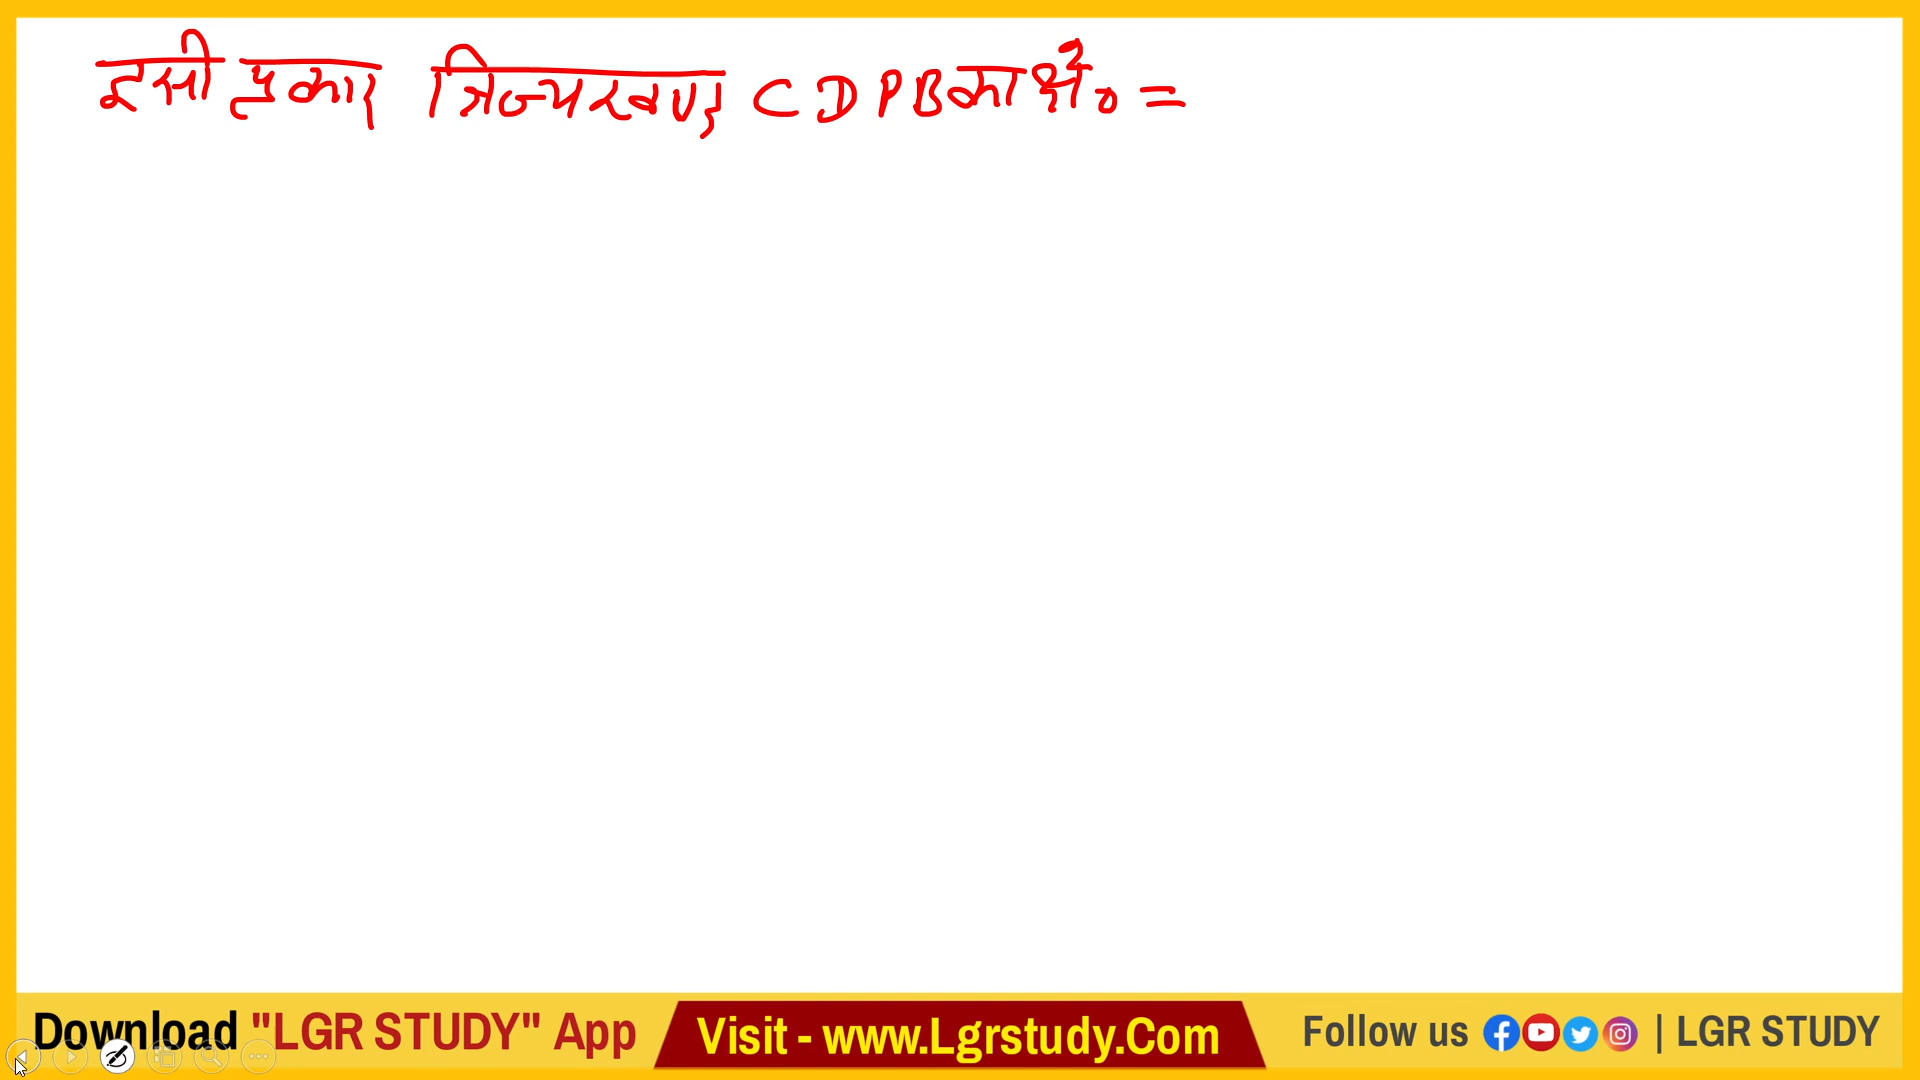 इसी प्रकार त्रिज्यखण्ड CDPB का क्षे० =
Download "LGR STUDY" App
Visit - www.Lgrstudy.Com
Follow us | LGR STUDY